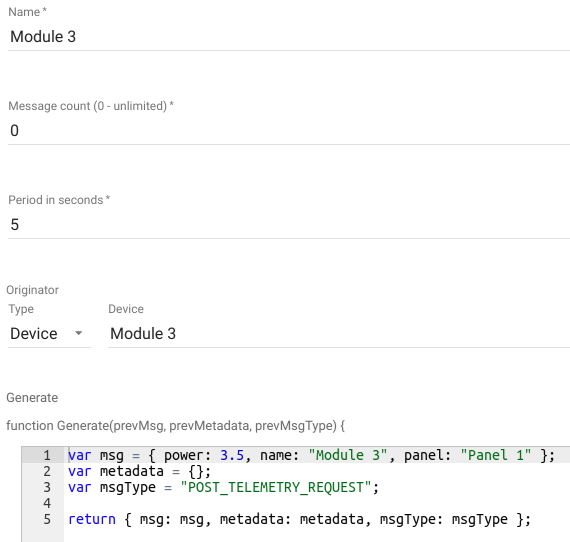 Name *
Module 3
Message count (0 - unlimited) *
0
Period in seconds *
5
Originator
Type Device
Device Module 3
Generate
function Generate(prevMsg, prevMetadata, prevMsgType) {
1 var msg = { power: 3.5, name: "Module 3", panel: "Panel 1" };
2 var metadata = {};
3 var msgType = "POST_TELEMETRY_REQUEST";
4
5 return { msg: msg, metadata: metadata, msgType: msgType };